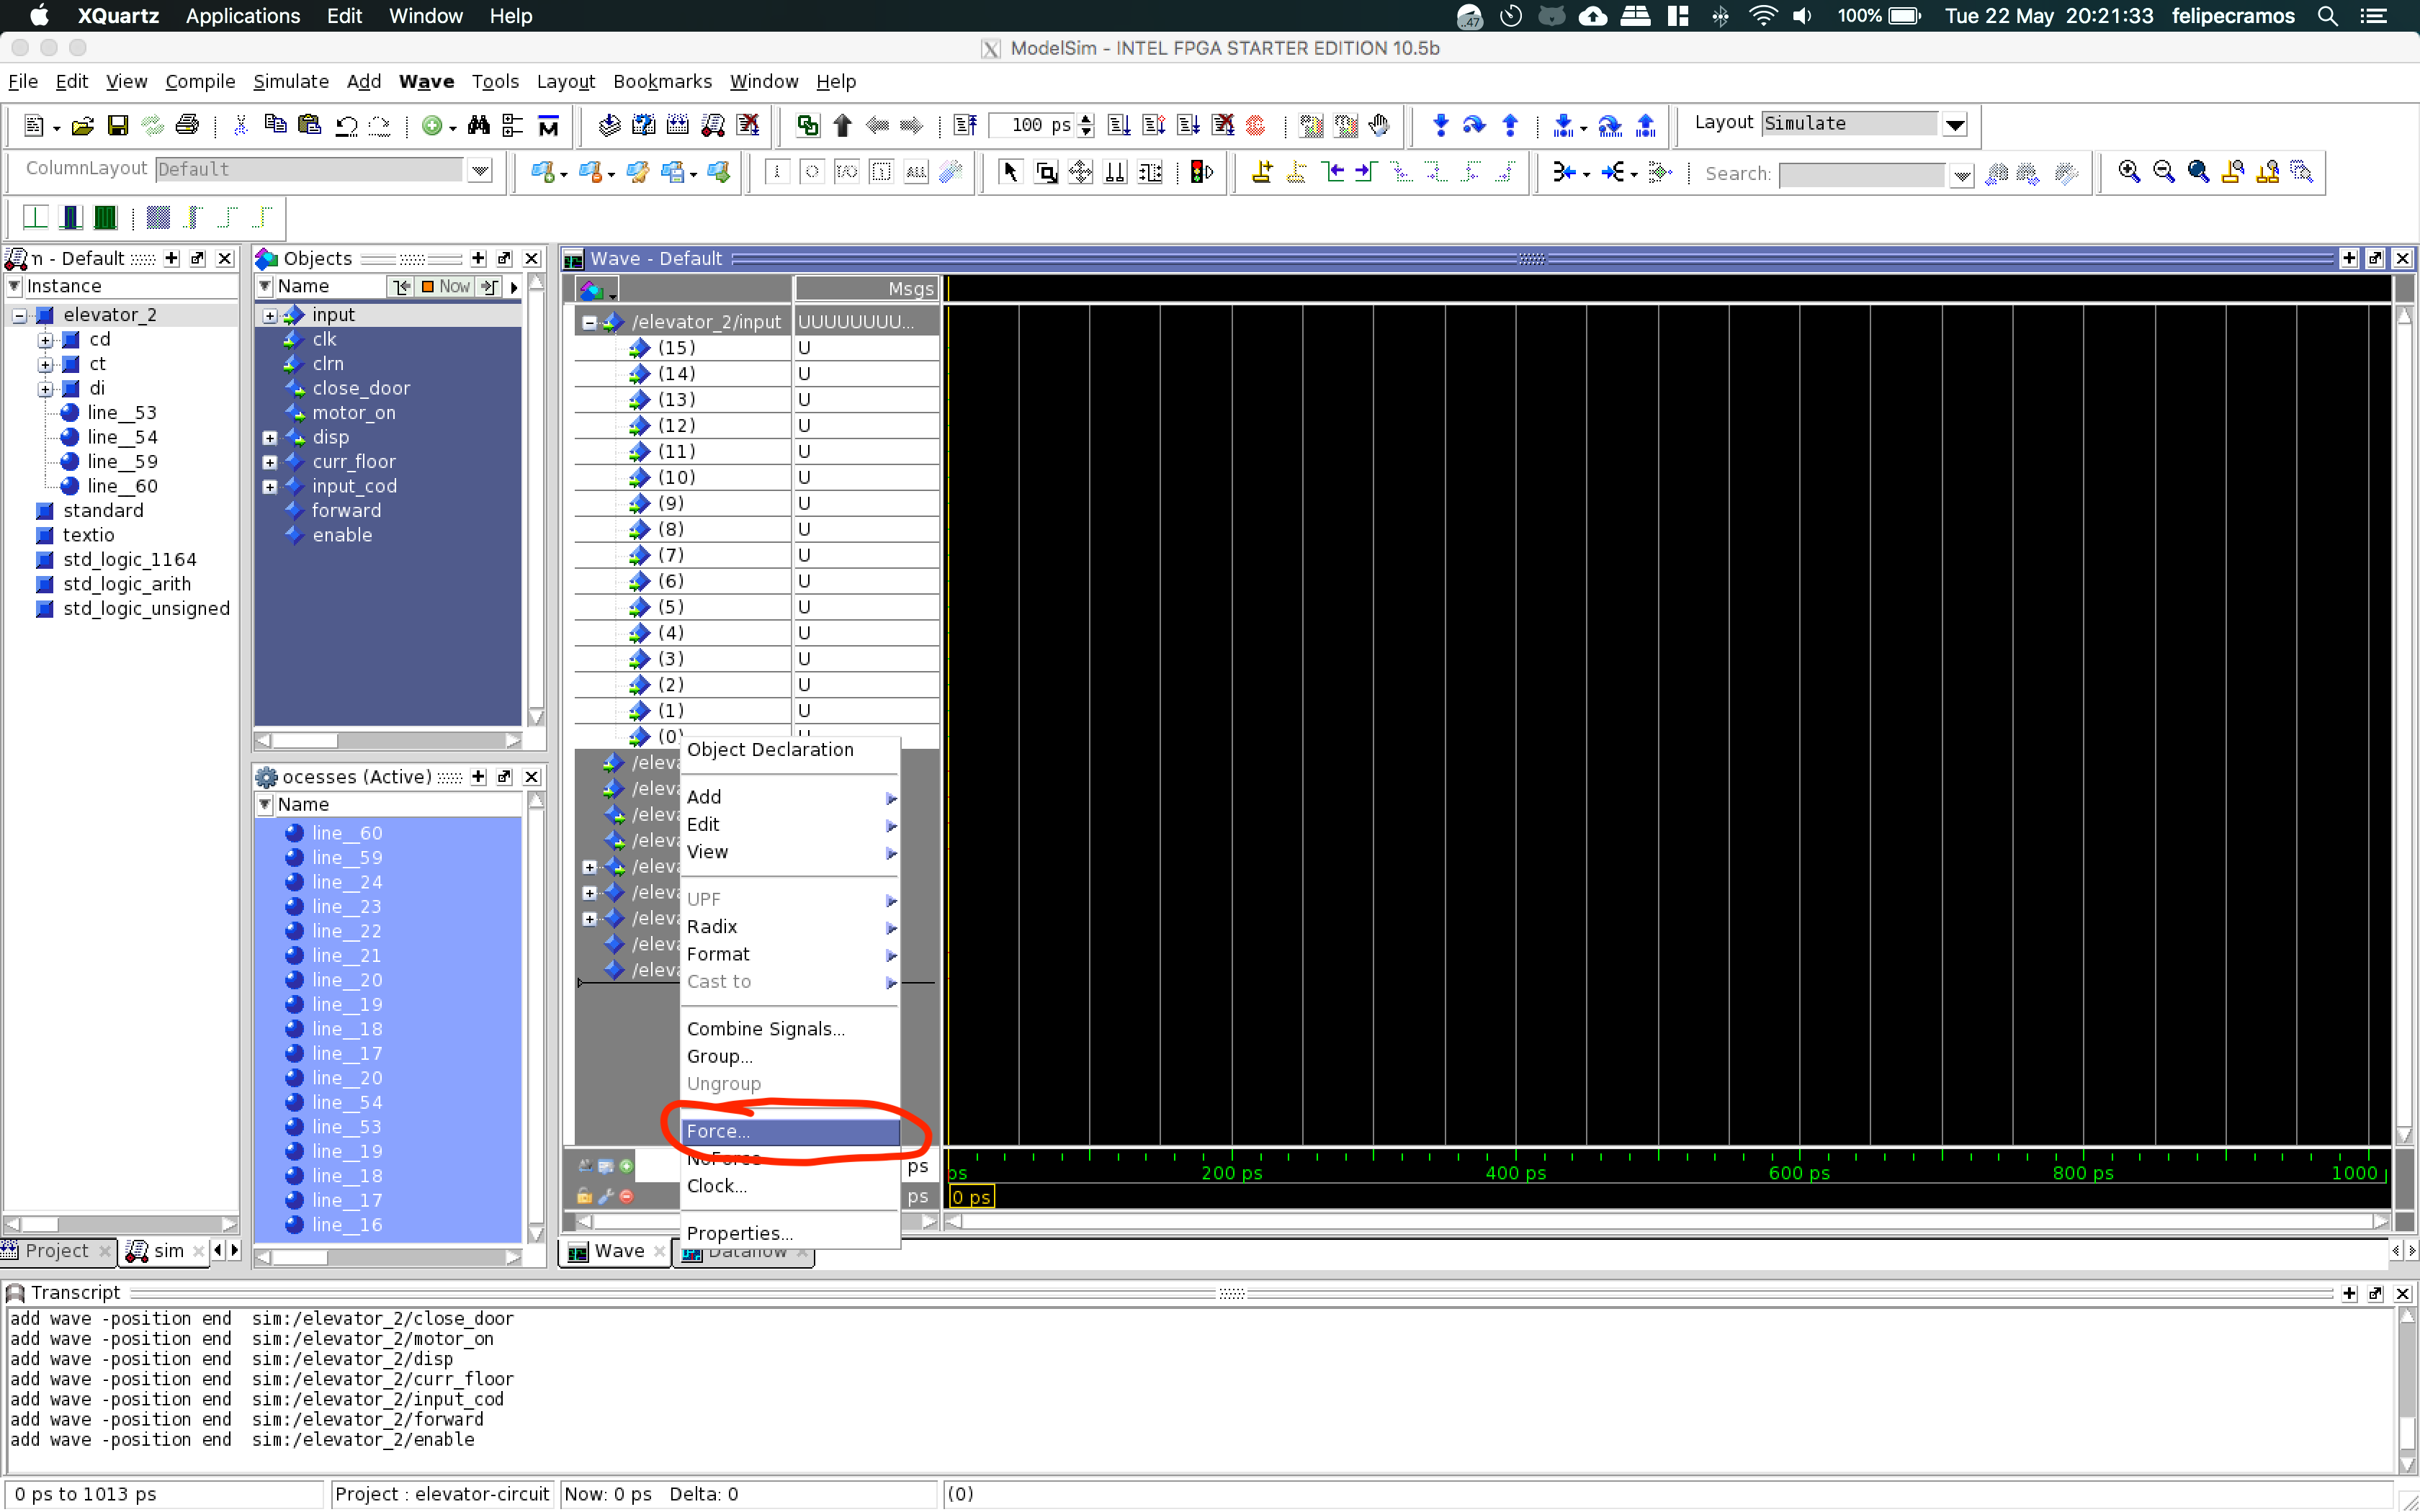 XQuartz Applications Edit Window Help
.47 100% Tue 22 May 20:21:33 felipecramos
ModelSim - INTEL FPGA STARTER EDITION 10.5b
File Edit View Compile Simulate Add Wave Tools Layout Bookmarks Window Help
100 ps Layout Simulate
ColumnLayout Default ALL Search:
m - Default
Instance
elevator_2
cd
ct
di
line__53
line__54
line__59
line__60
standard
textio
std_logic_1164
std_logic_arith
std_logic_unsigned
Project sim
Objects
Name Now
input
clk
clrn
close_door
motor_on
disp
curr_floor
input_cod
forward
enable
ocesses (Active)
Name
line__60
line__59
line__24
line__23
line__22
line__21
line__20
line__19
line__18
line__17
line__20
line__54
line__53
line__19
line__18
line__17
line__16
Wave - Default
Msgs
/elevator_2/input UUUUUUUU...
(15) U
(14) U
(13) U
(12) U
(11) U
(10) U
(9) U
(8) U
(7) U
(6) U
(5) U
(4) U
(3) U
(2) U
(1) U
(0)
/eleva
/eleva
/eleva
/eleva
/eleva
/eleva
/eleva
/eleva
/eleva
Object Declaration
Add
Edit
View
UPF
Radix
Format
Cast to
Combine Signals...
Group...
Ungroup
Force...
NoForce
Clock...
Properties...
ps
ps
ps 200 ps 400 ps 600 ps 800 ps 1000
0 ps
Wave Dataflow
Transcript
add wave -position end  sim:/elevator_2/close_door
add wave -position end  sim:/elevator_2/motor_on
add wave -position end  sim:/elevator_2/disp
add wave -position end  sim:/elevator_2/curr_floor
add wave -position end  sim:/elevator_2/input_cod
add wave -position end  sim:/elevator_2/forward
add wave -position end  sim:/elevator_2/enable
0 ps to 1013 ps Project : elevator-circuit Now: 0 ps Delta: 0 (0)